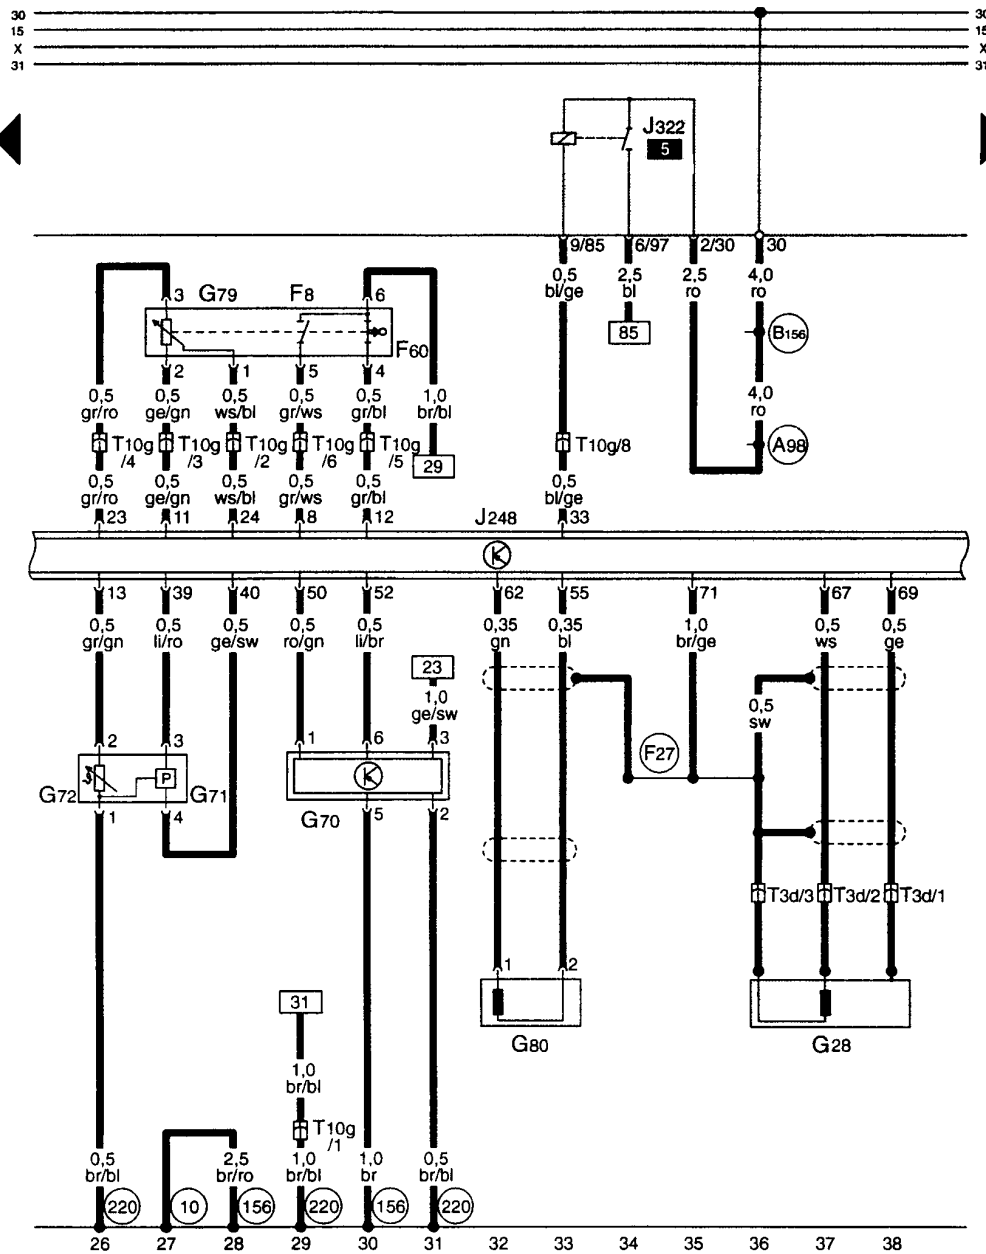 30 30
15 15
X X
31 31
J322
5
9/85 6/97 2/30 30
0,5 2,5 2,5 4,0
bl/ge bl ro ro
3 G79 F8 6
85 B156
F60
2 1 5 4
0,5 0,5 0,5 0,5 0,5 1,0 4,0
gr/ro ge/gn ws/bl gr/ws gr/bl br/bl ro
T10g T10g T10g T10g T10g T10g/8 A98
/4 /3 /2 /6 /5 29
0,5 0,5 0,5 0,5 0,5 0,5
gr/ro ge/gn ws/bl gr/ws gr/bl bl/ge
23 11 24 8 12 J248 33
13 39 40 50 52 62 55 71 67 69
0,5 0,5 0,5 0,5 0,5 0,35 0,35 1,0 0,5 0,5
gr/gn li/ro ge/sw ro/gn li/br gn bl br/ge ws ge
23
1,0 0,5
ge/sw sw
2 3 1 6 3 F27
P
G72 G71
1 4 G70 5 2
T3d/3 T3d/2 T3d/1
1 2
31
G80 G28
1,0
br/bl
T10g
/1
0,5 2,5 1,0 1,0 0,5
br/bl br/ro br/bl br br/bl
220 10 156 220 156 220
26 27 28 29 30 31 32 33 34 35 36 37 38